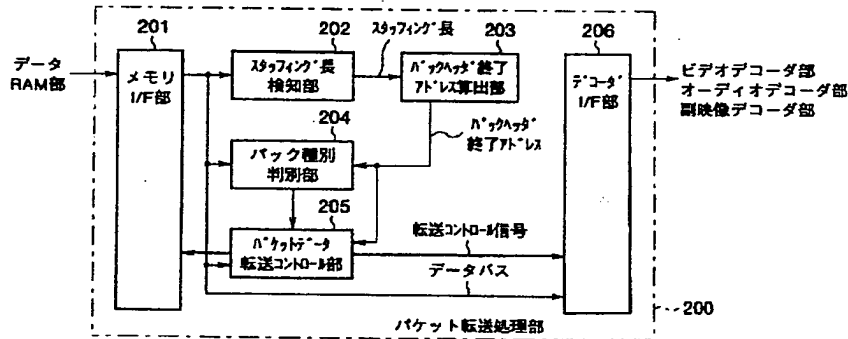 201
202
スタッフィング長
203
206
データ
RAM部
メモリ
I/F部
スタッフィング長
検知部
パックヘッダ終了
アドレス算出部
デコーダ
I/F部
ビデオデコーダ部
オーディオデコーダ部
副映像デコーダ部
204
パック種別
判別部
パックヘッダ
終了アドレス
205
パケットデータ
転送コントロール部
転送コントロール信号
データバス
パケット転送処理部
200